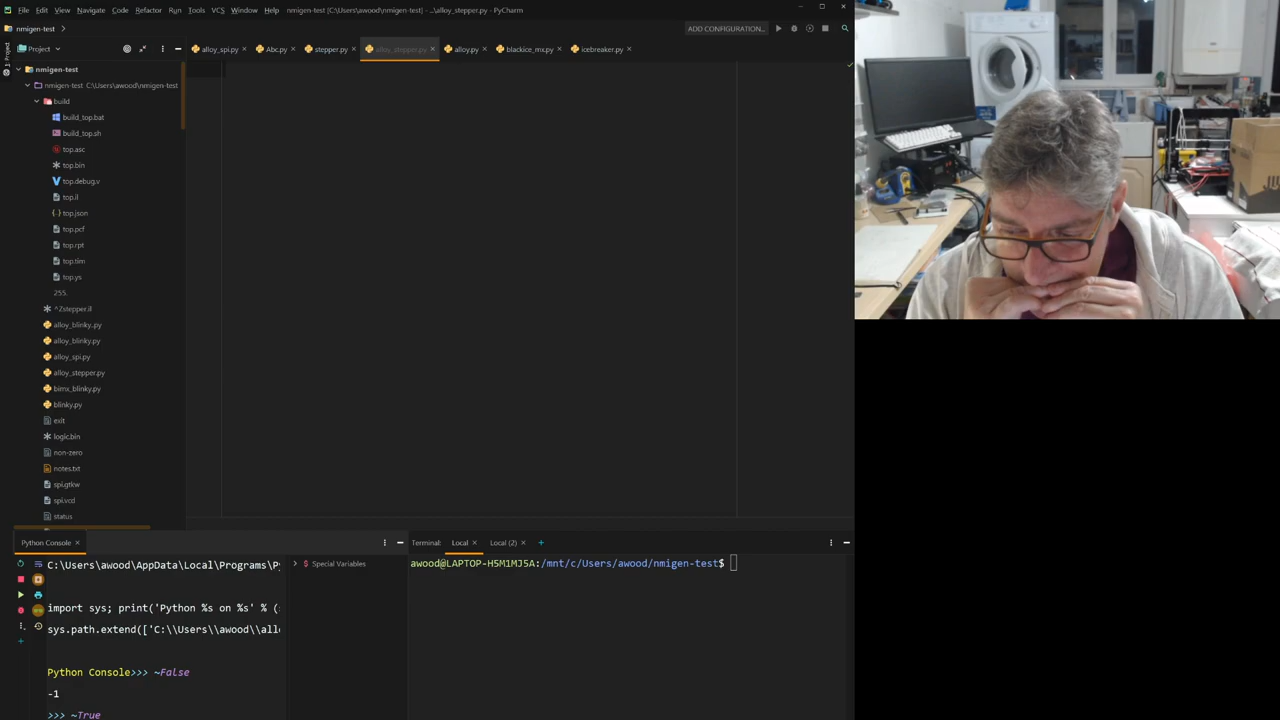 File Edit View Navigate Code Refactor Run Tools VCS Window Help nmigen-test [C:\Users\awood\nmigen-test] - ...\alloy_stepper.py - PyCharm
nmigen-test
ADD CONFIGURATION...
1: Project
Project
alloy_spi.py Abc.py stepper.py alloy_stepper.py alloy.py blackice_mx.py icebreaker.py
nmigen-test
nmigen-test C:\Users\awood\nmigen-test
build
build_top.bat
build_top.sh
top.asc
top.bin
top.debug.v
top.il
top.json
top.pcf
top.rpt
top.tim
top.ys
255.
^Zstepper.il
alloy_blinky,.py
alloy_blinky.py
alloy_spi.py
alloy_stepper.py
bimx_blinky.py
blinky.py
exit
logic.bin
non-zero
notes.txt
spi.gtkw
spi.vcd
status
Python Console
Terminal: Local Local (2)
C:\Users\awood\AppData\Local\Programs\P
Special Variables
awood@LAPTOP-H5M1MJ5A:/mnt/c/Users/awood/nmigen-test$
import sys; print('Python %s on %s' % (
sys.path.extend(['C:\\Users\\awood\\all
Python Console>>> ~False
-1
>>> ~True